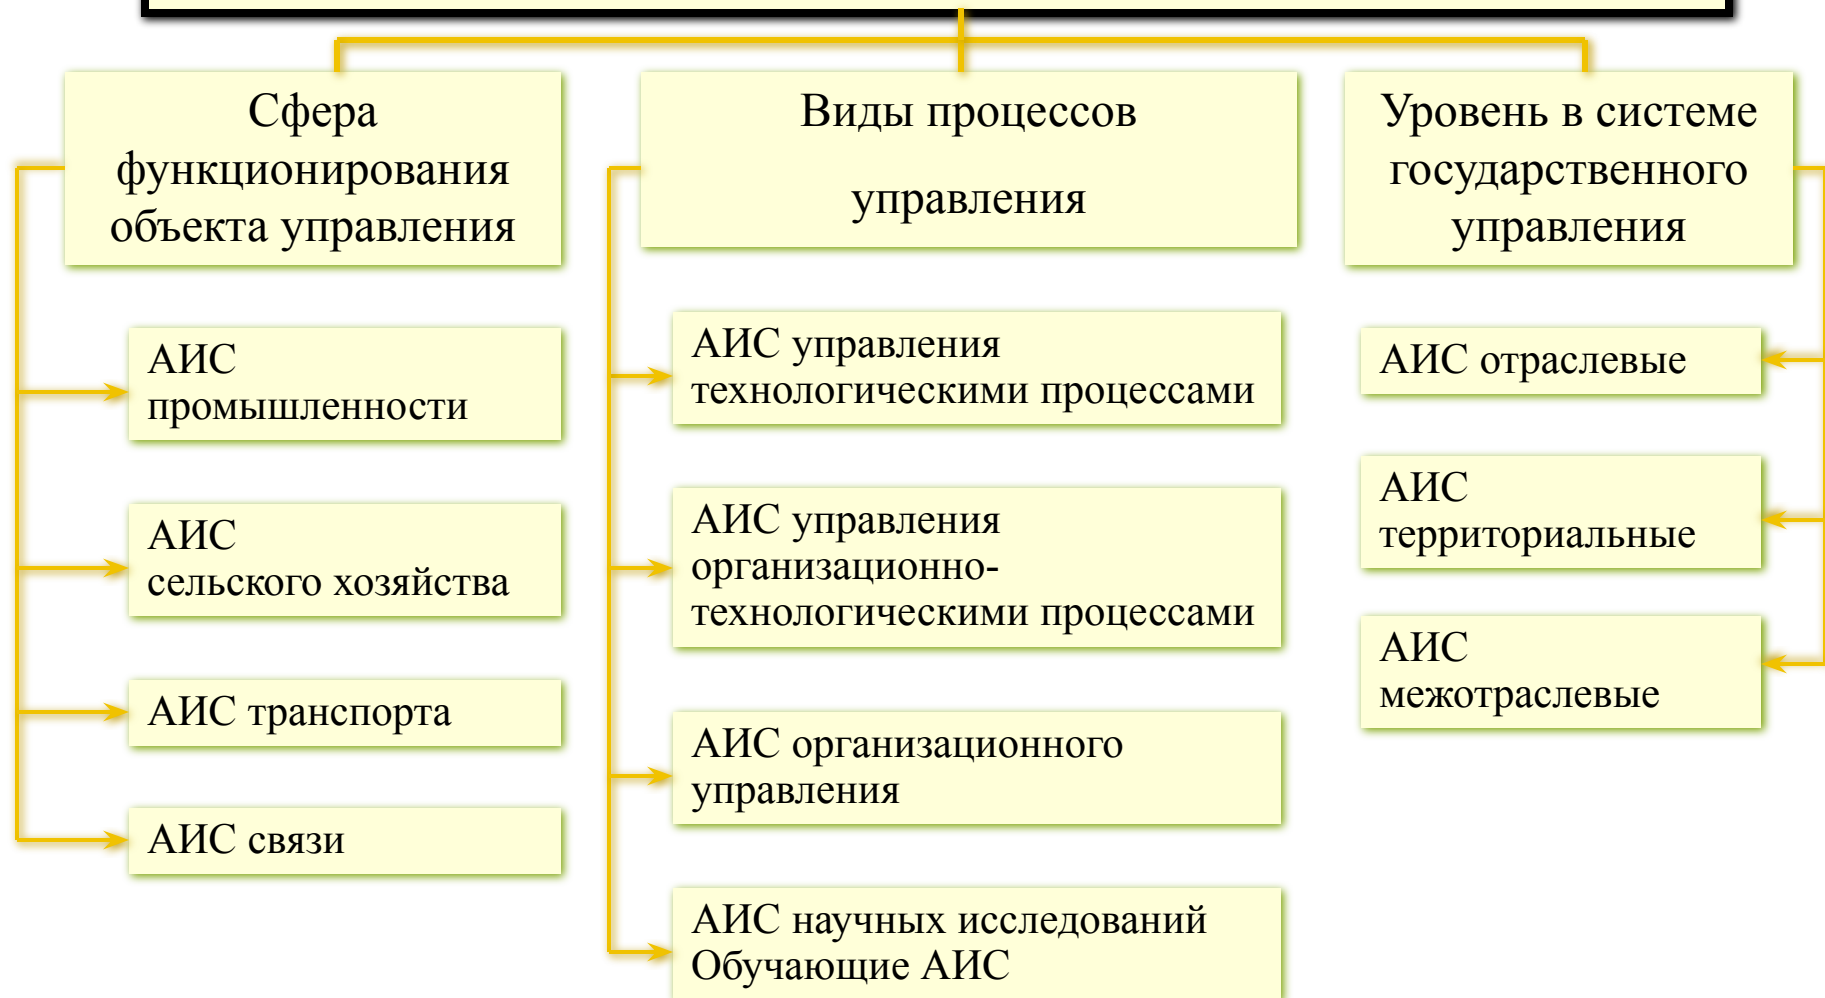 Сфера
функционирования
объекта управления
АИС
промышленности
АИС
сельского хозяйства
АИС транспорта
АИС связи
Виды процессов
управления
АИС управления
технологическими процессами
АИС управления
организационно-
технологическими процессами
АИС организационного
управления
АИС научных исследований
Обучающие АИС
Уровень в системе
государственного
управления
АИС отраслевые
АИС
территориальные
АИС
межотраслевые